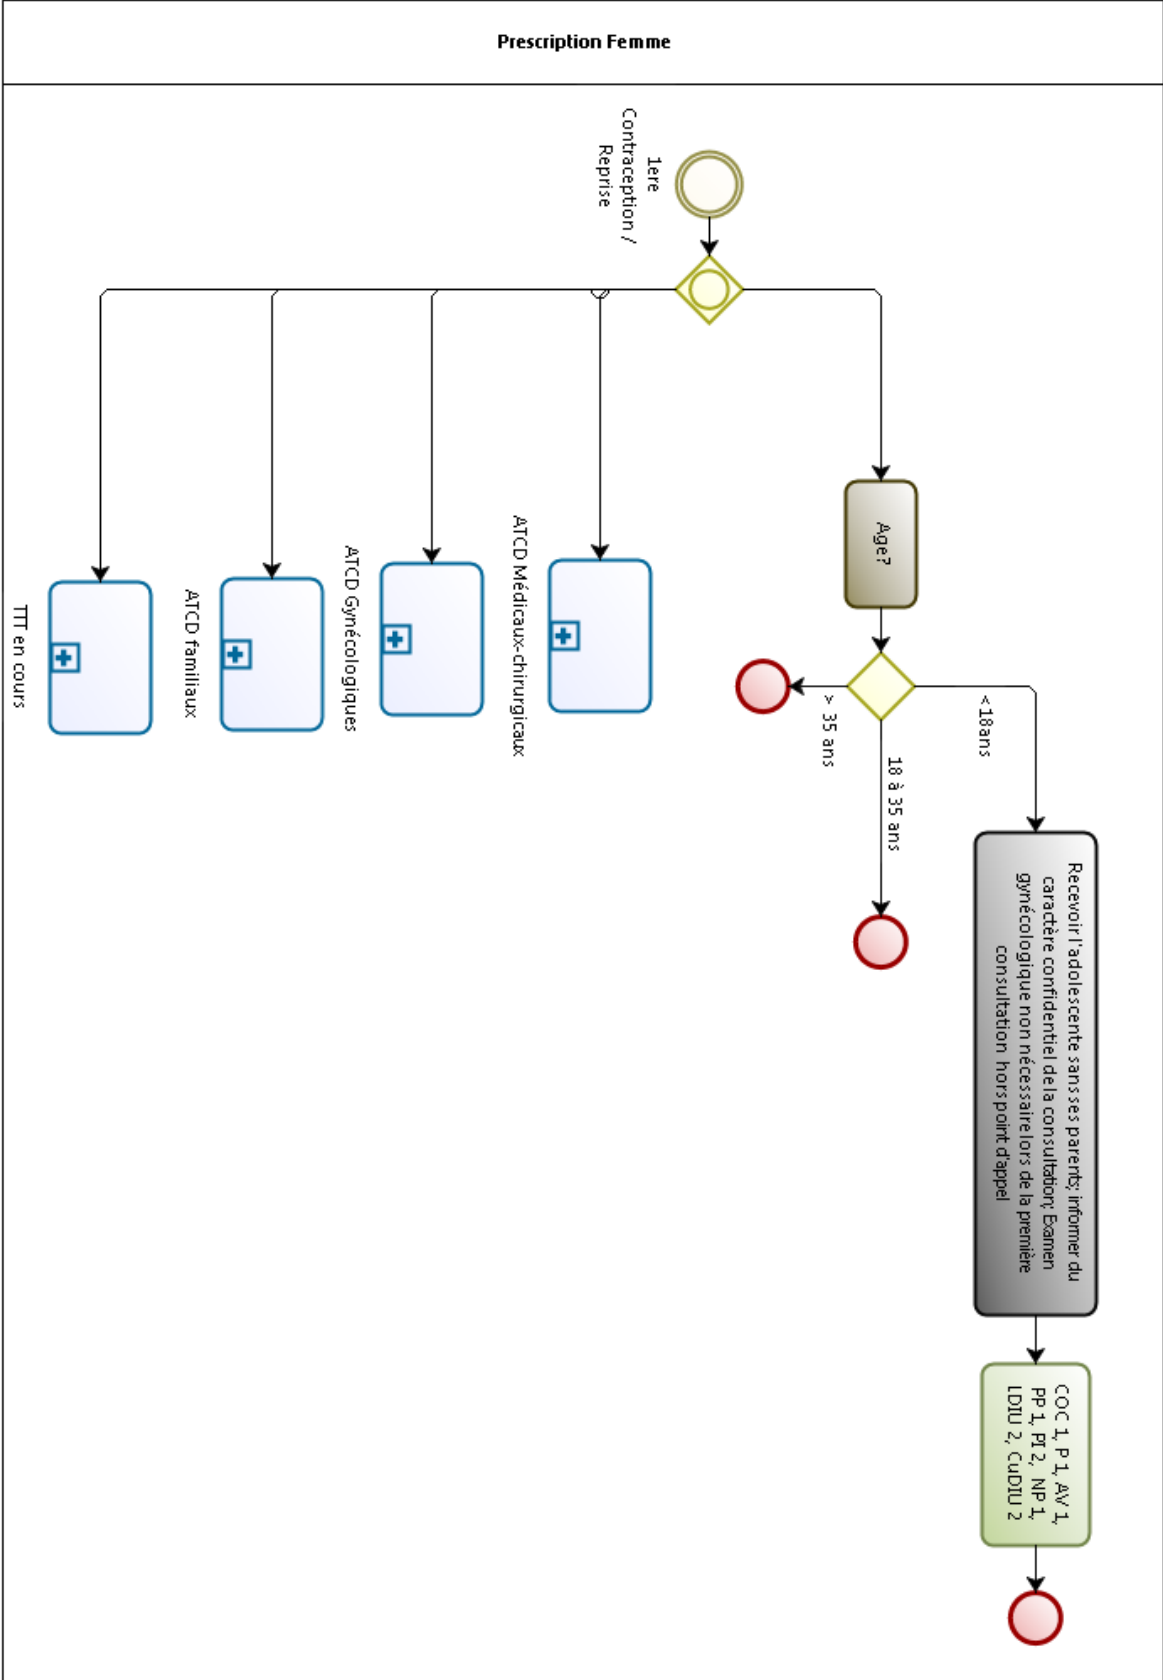 Prescription Femme
1ere
Contraception /
Reprise
Age?
< 18ans
18 à 35 ans
> 35 ans
Recevoir l'adolescente sans ses parents; informer du
caractère confidentiel de la consultation; Examen
gynécologique non nécessaire lors de la première
consultation hors point d'appel
COC 1, P 1, AV 1,
PP 1, PI 2, NP 1,
LDIU 2, CuDIU 2
ATCD Médicaux-chirurgicaux
ATCD Gynécologiques
ATCD familiaux
TTT en cours